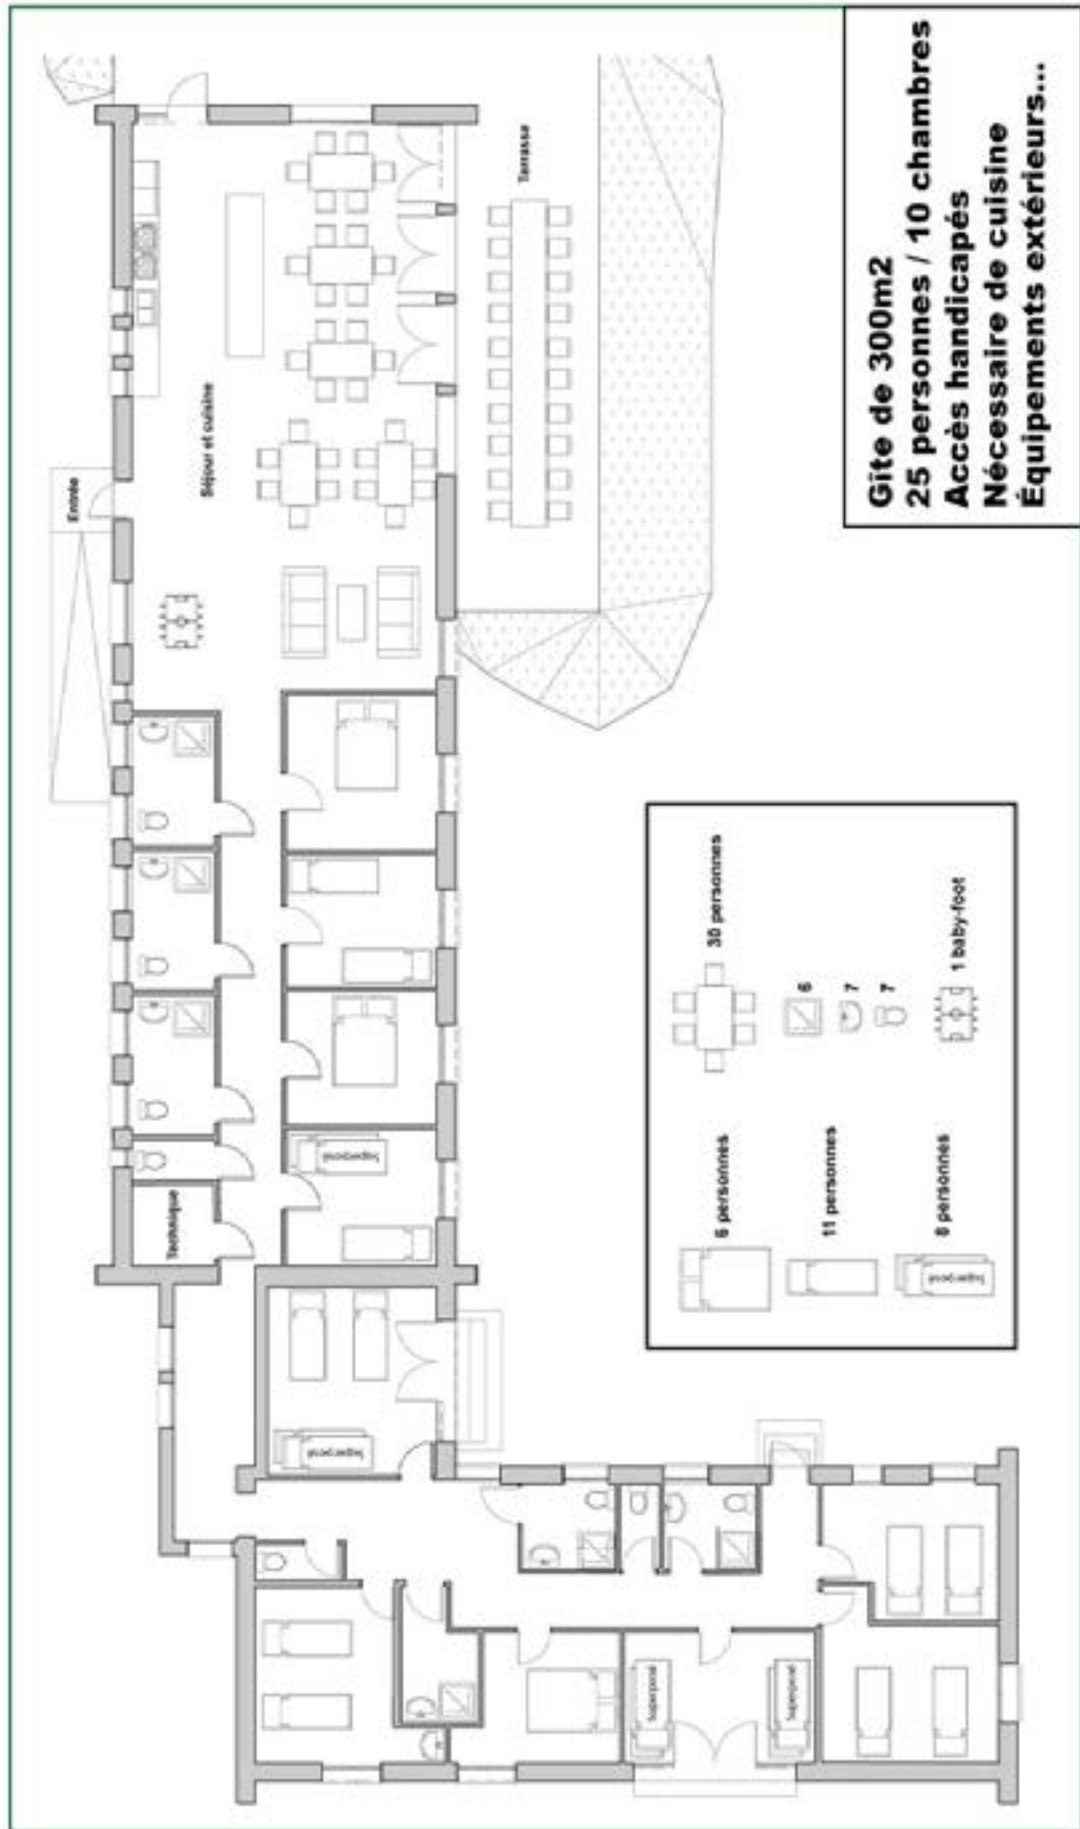 Entrée
Séjour et cuisine
Terrasse
Technique
Superposé
Superposé
Superposé
Superposé
6 personnes
11 personnes
Superposé
8 personnes
30 personnes
6
7
7
1 baby-foot
Gîte de 300m2
25 personnes / 10 chambres
Accès handicapés
Nécessaire de cuisine
Équipements extérieurs...